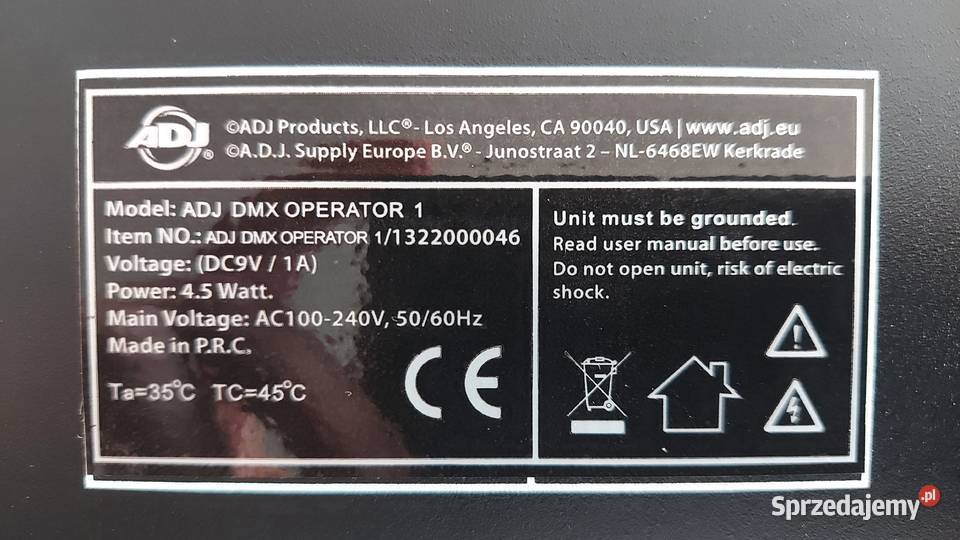 ADJ®
©ADJ Products, LLC® - Los Angeles, CA 90040, USA | www.adj.eu
©A.D.J. Supply Europe B.V.® - Junostraat 2 – NL-6468EW Kerkrade
Model: ADJ DMX OPERATOR 1
Item NO.: ADJ DMX OPERATOR 1/1322000046
Voltage: (DC9V / 1A)
Power: 4.5 Watt.
Main Voltage: AC100-240V, 50/60Hz
Made in P.R.C.
Ta=35°C TC=45°C
CE
Unit must be grounded.
Read user manual before use.
Do not open unit, risk of electric
shock.
Sprzedajemy.pl